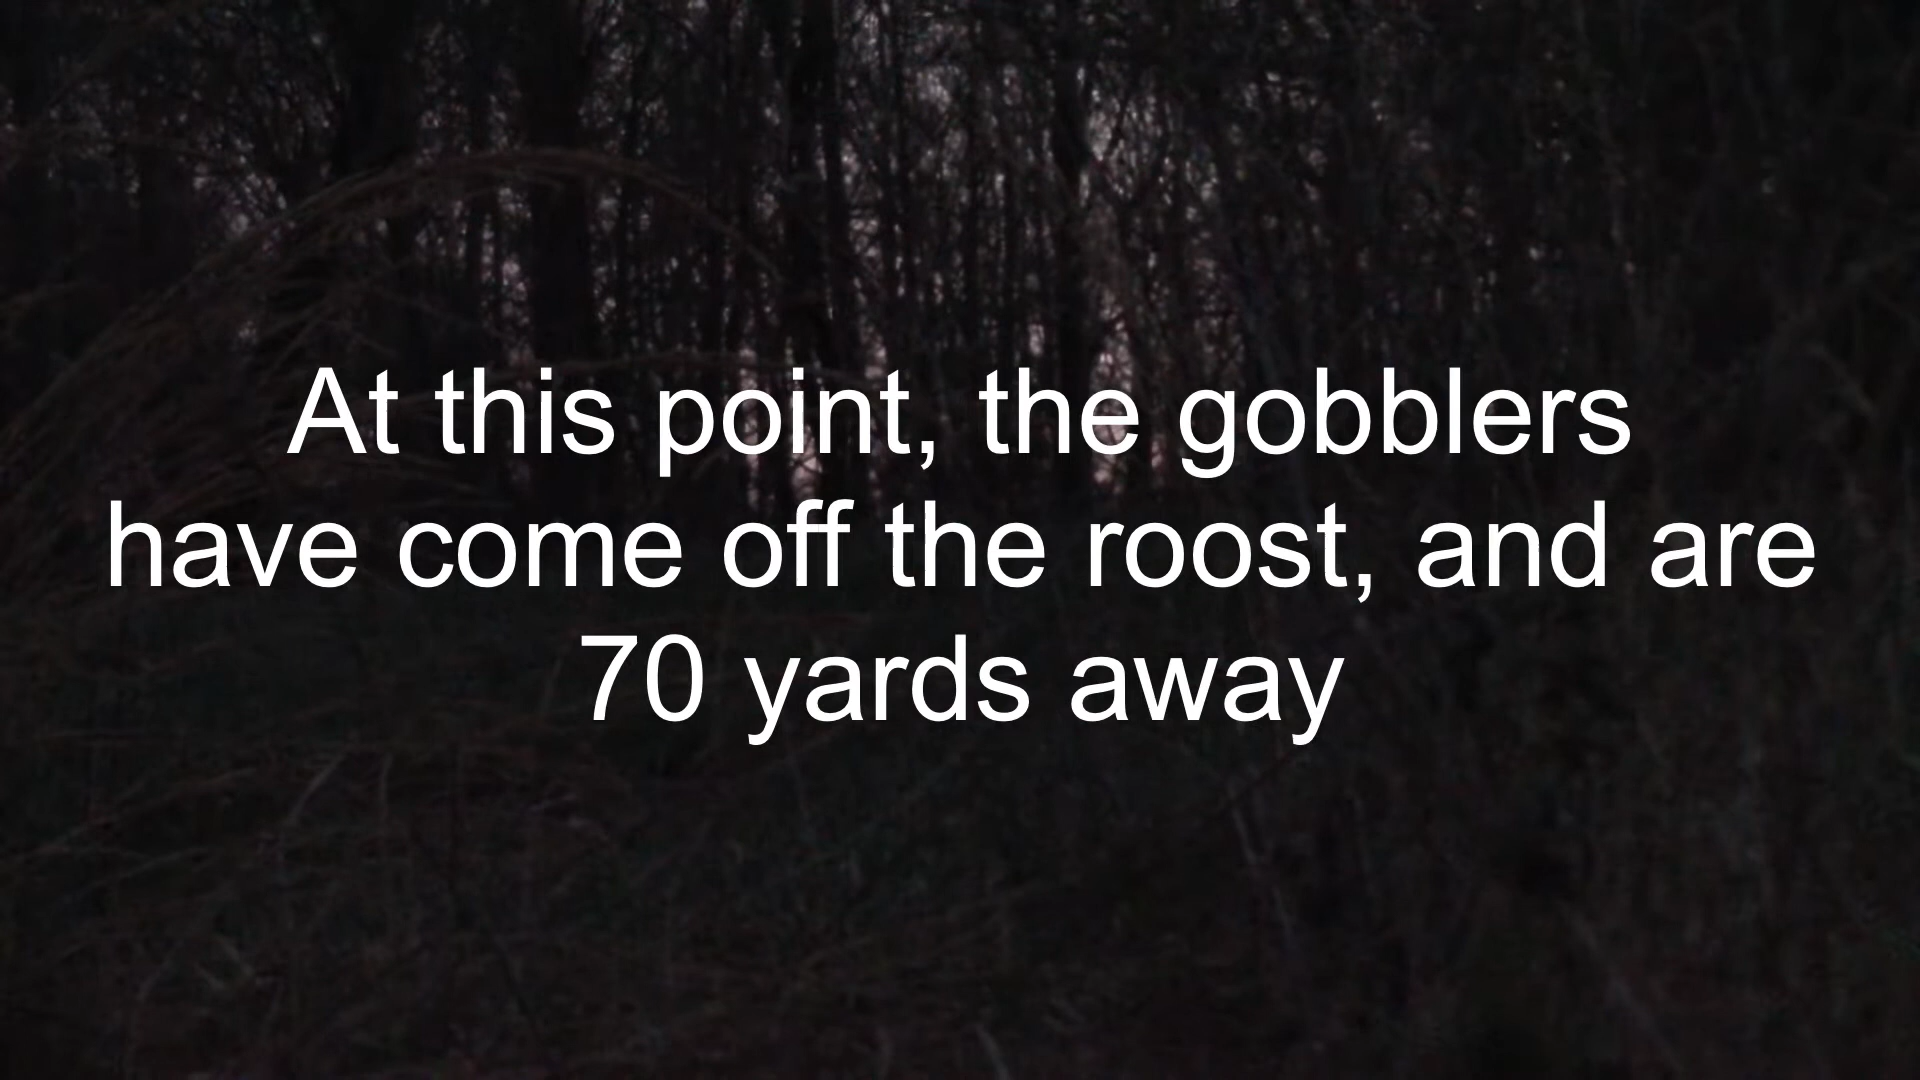 At this point, the gobblers
have come off the roost, and are
70 yards away